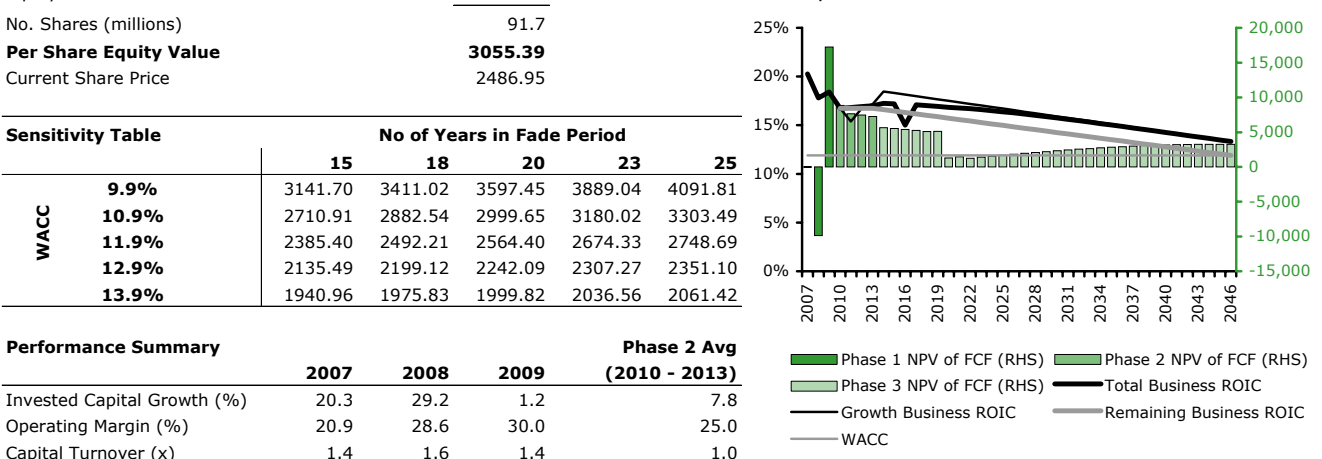 No. Shares (millions) 91.7
Per Share Equity Value 3055.39
Current Share Price 2486.95
Sensitivity Table No of Years in Fade Period
15 18 20 23 25
9.9% 3141.70 3411.02 3597.45 3889.04 4091.81
10.9% 2710.91 2882.54 2999.65 3180.02 3303.49
WACC
11.9% 2385.40 2492.21 2564.40 2674.33 2748.69
12.9% 2135.49 2199.12 2242.09 2307.27 2351.10
13.9% 1940.96 1975.83 1999.82 2036.56 2061.42
Performance Summary Phase 2 Avg
2007 2008 2009 (2010 - 2013)
Invested Capital Growth (%) 20.3 29.2 1.2 7.8
Operating Margin (%) 20.9 28.6 30.0 25.0
Capital Turnover (x) 1.4 1.6 1.4 1.0
25% 20,000
15,000
20%
10,000
15% 5,000
10% 0
-5,000
5%
-10,000
0% -15,000
2007 2010 2013 2016 2019 2022 2025 2028 2031 2034 2037 2040 2043 2046
Phase 1 NPV of FCF (RHS) Phase 2 NPV of FCF (RHS)
Phase 3 NPV of FCF (RHS) Total Business ROIC
Growth Business ROIC Remaining Business ROIC
WACC